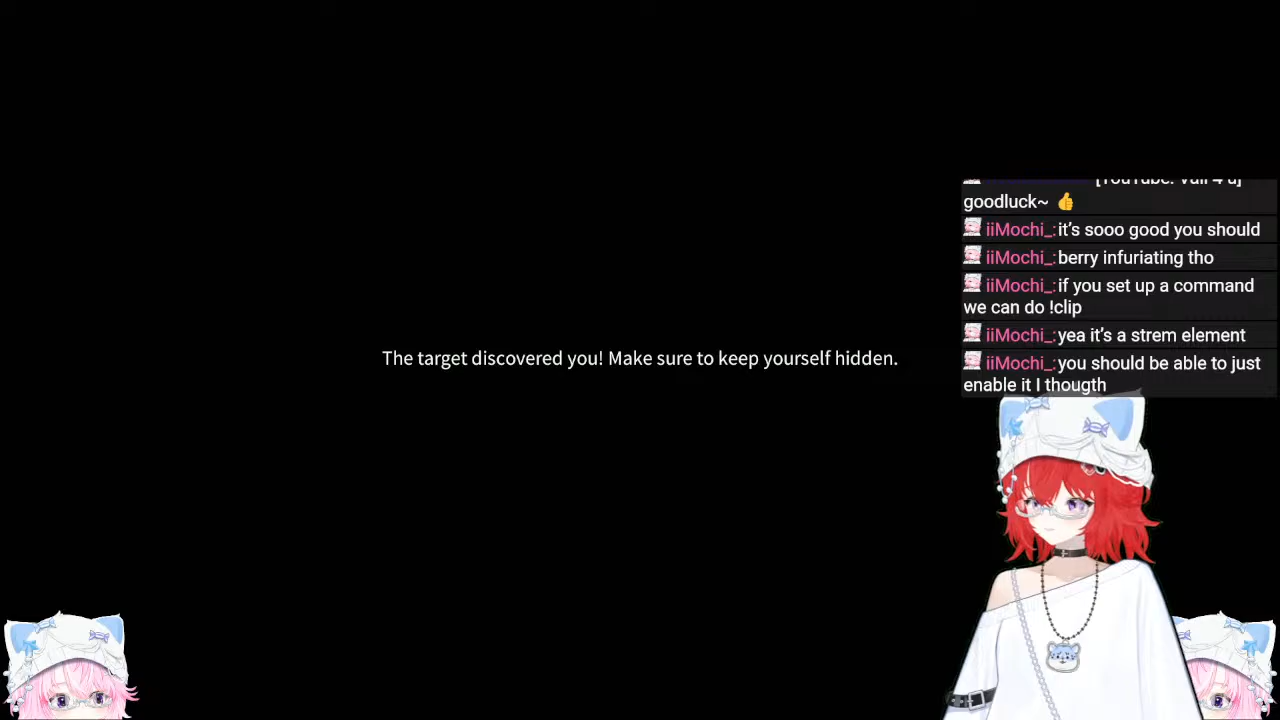 The target discovered you! Make sure to keep yourself hidden.
goodluck~ 👍
iiMochi_:it’s sooo good you should
iiMochi_:berry infuriating tho
iiMochi_:if you set up a command
we can do !clip
iiMochi_:yea it’s a strem element
iiMochi_:you should be able to just
enable it I thougth